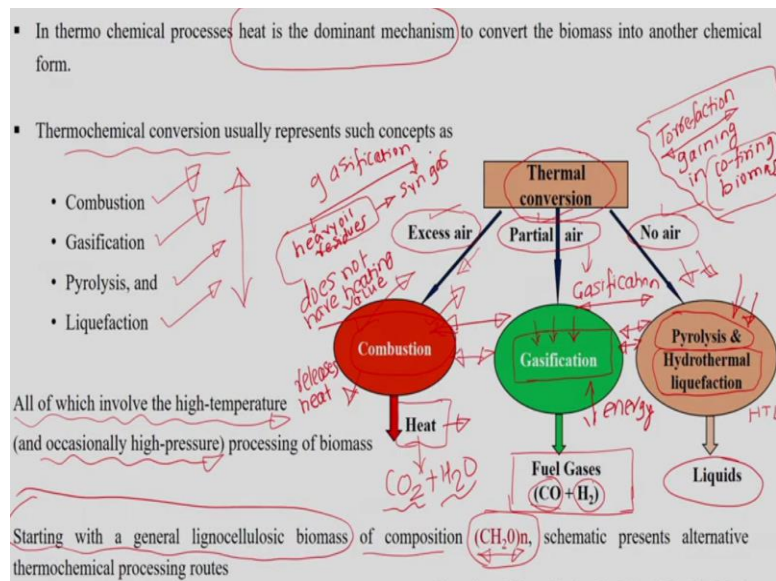 ▪ In thermo chemical processes heat is the dominant mechanism to convert the biomass into another chemical
form.
▪ Thermochemical conversion usually represents such concepts as
• Combustion
• Gasification
• Pyrolysis, and
• Liquefaction
All of which involve the high-temperature
(and occasionally high-pressure) processing of biomass
gasification
syn gas
heavy oil
residues
does not
have heating
value
releases
heat
Torrefaction
gaining
in co-firing
biomas
Thermal
conversion
Excess air
Partial air
No air
Gasification
Combustion
Gasification
Pyrolysis &
Hydrothermal
liquefaction
energy
HTL
Heat
CO2 + H2O
Fuel Gases
(CO + H2)
Liquids
Starting with a general lignocellulosic biomass of composition (CH20)n, schematic presents alternative
thermochemical processing routes